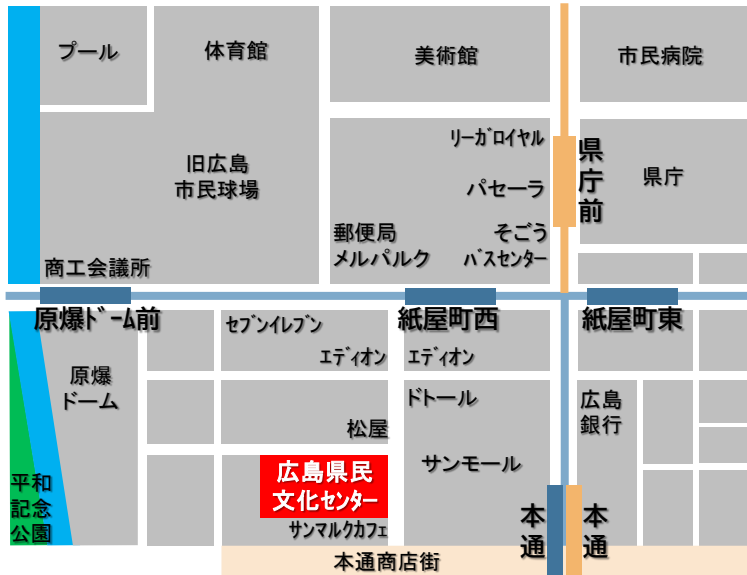 プール
体育館
美術館
市民病院
リーガロイヤル
旧広島
市民球場
パセーラ
県庁前
県庁
郵便局
メルパルク
そごう
バスセンター
商工会議所
原爆ドーム前
紙屋町西
紙屋町東
セブンイレブン
エディオン
エディオン
原爆
ドーム
ドトール
広島
銀行
松屋
サンモール
広島県民
文化センター
平和
記念
公園
サンマルクカフェ
本通
本通
本通商店街